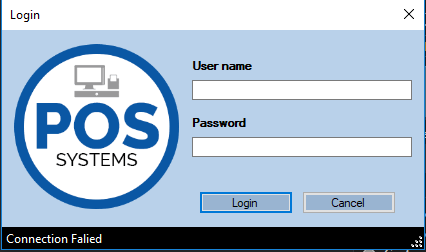 Login
User name
POS
SYSTEMS
Password
Login Cancel
Connection Falied